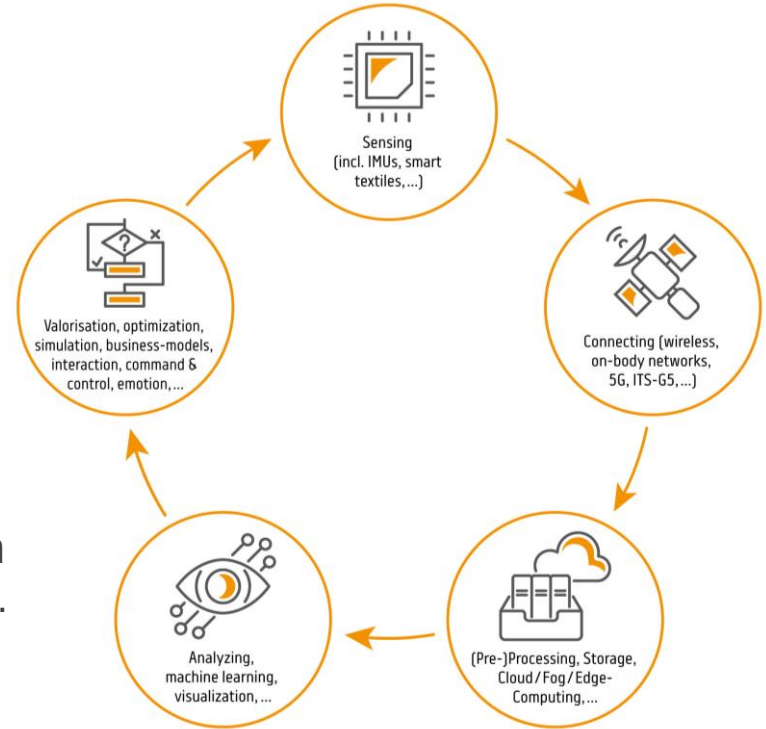 Sensing
(incl. IMUs, smart
textiles,...)
Connecting (wireless,
on-body networks,
5G, ITS-G5,...)
(Pre-)Processing, Storage,
Cloud/Fog/Edge-
Computing,...
Analyzing,
machine learning,
visualization,...
Valorisation, optimization,
simulation, business-models,
interaction, command &
control, emotion,...
?